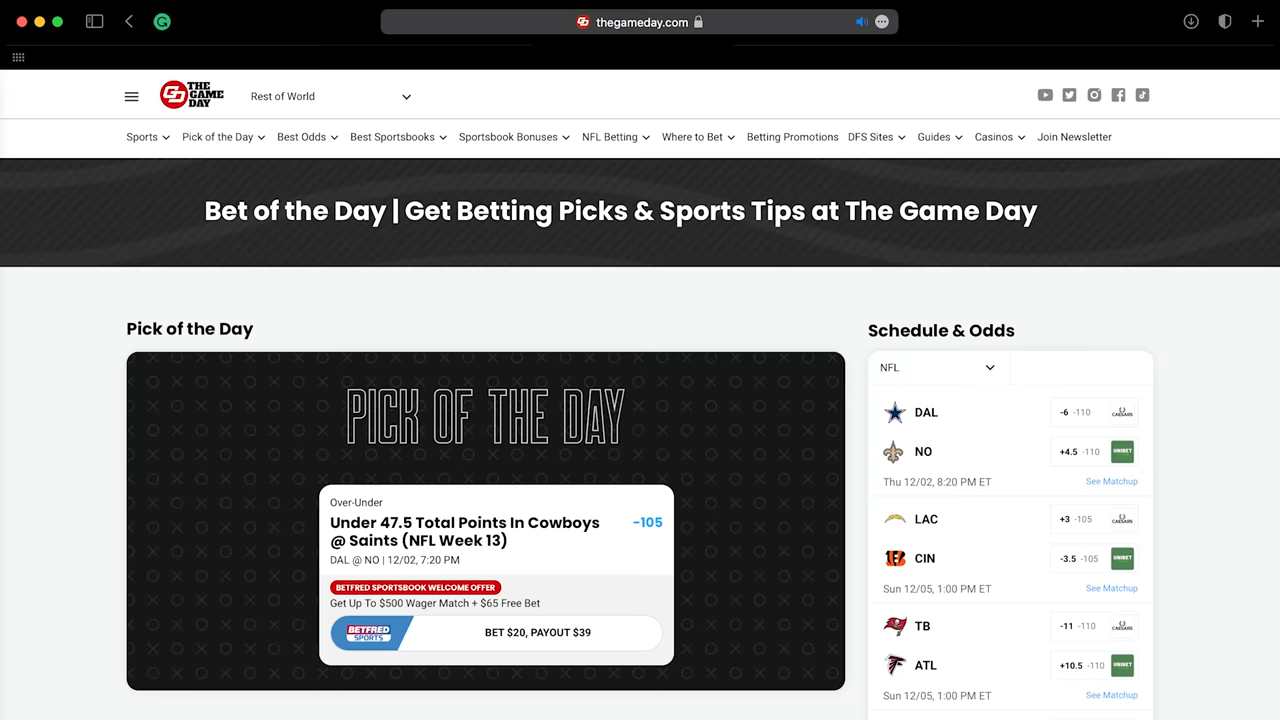 thegameday.com
THE
GAME
DAY
Rest of World
Sports
Pick of the Day
Best Odds
Best Sportsbooks
Sportsbook Bonuses
NFL Betting
Where to Bet
Betting Promotions
DFS Sites
Guides
Casinos
Join Newsletter
Bet of the Day | Get Betting Picks & Sports Tips at The Game Day
Pick of the Day
PICK OF THE DAY
Over-Under
Under 47.5 Total Points In Cowboys
@ Saints (NFL Week 13)
-105
DAL @ NO | 12/02, 7:20 PM
BETFRED SPORTSBOOK WELCOME OFFER
Get Up To $500 Wager Match + $65 Free Bet
BETFRED
SPORTS
BET $20, PAYOUT $39
Schedule & Odds
NFL
DAL
-6 -110
CAESARS
NO
+4.5 -110
UNIBET
Thu 12/02, 8:20 PM ET
See Matchup
LAC
+3 -105
CAESARS
CIN
-3.5 -105
UNIBET
Sun 12/05, 1:00 PM ET
See Matchup
TB
-11 -110
CAESARS
ATL
+10.5 -110
UNIBET
Sun 12/05, 1:00 PM ET
See Matchup